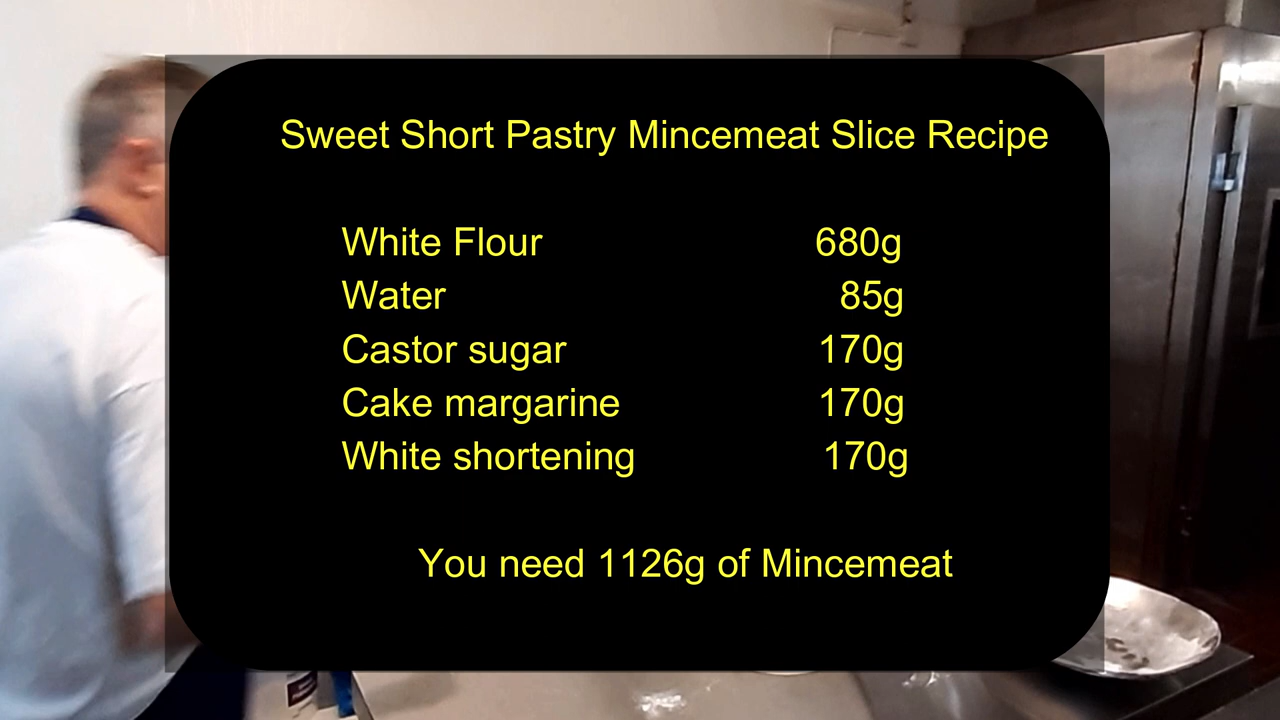 Sweet Short Pastry Mincemeat Slice Recipe
White Flour 680g
Water 85g
Castor sugar 170g
Cake margarine 170g
White shortening 170g
You need 1126g of Mincemeat